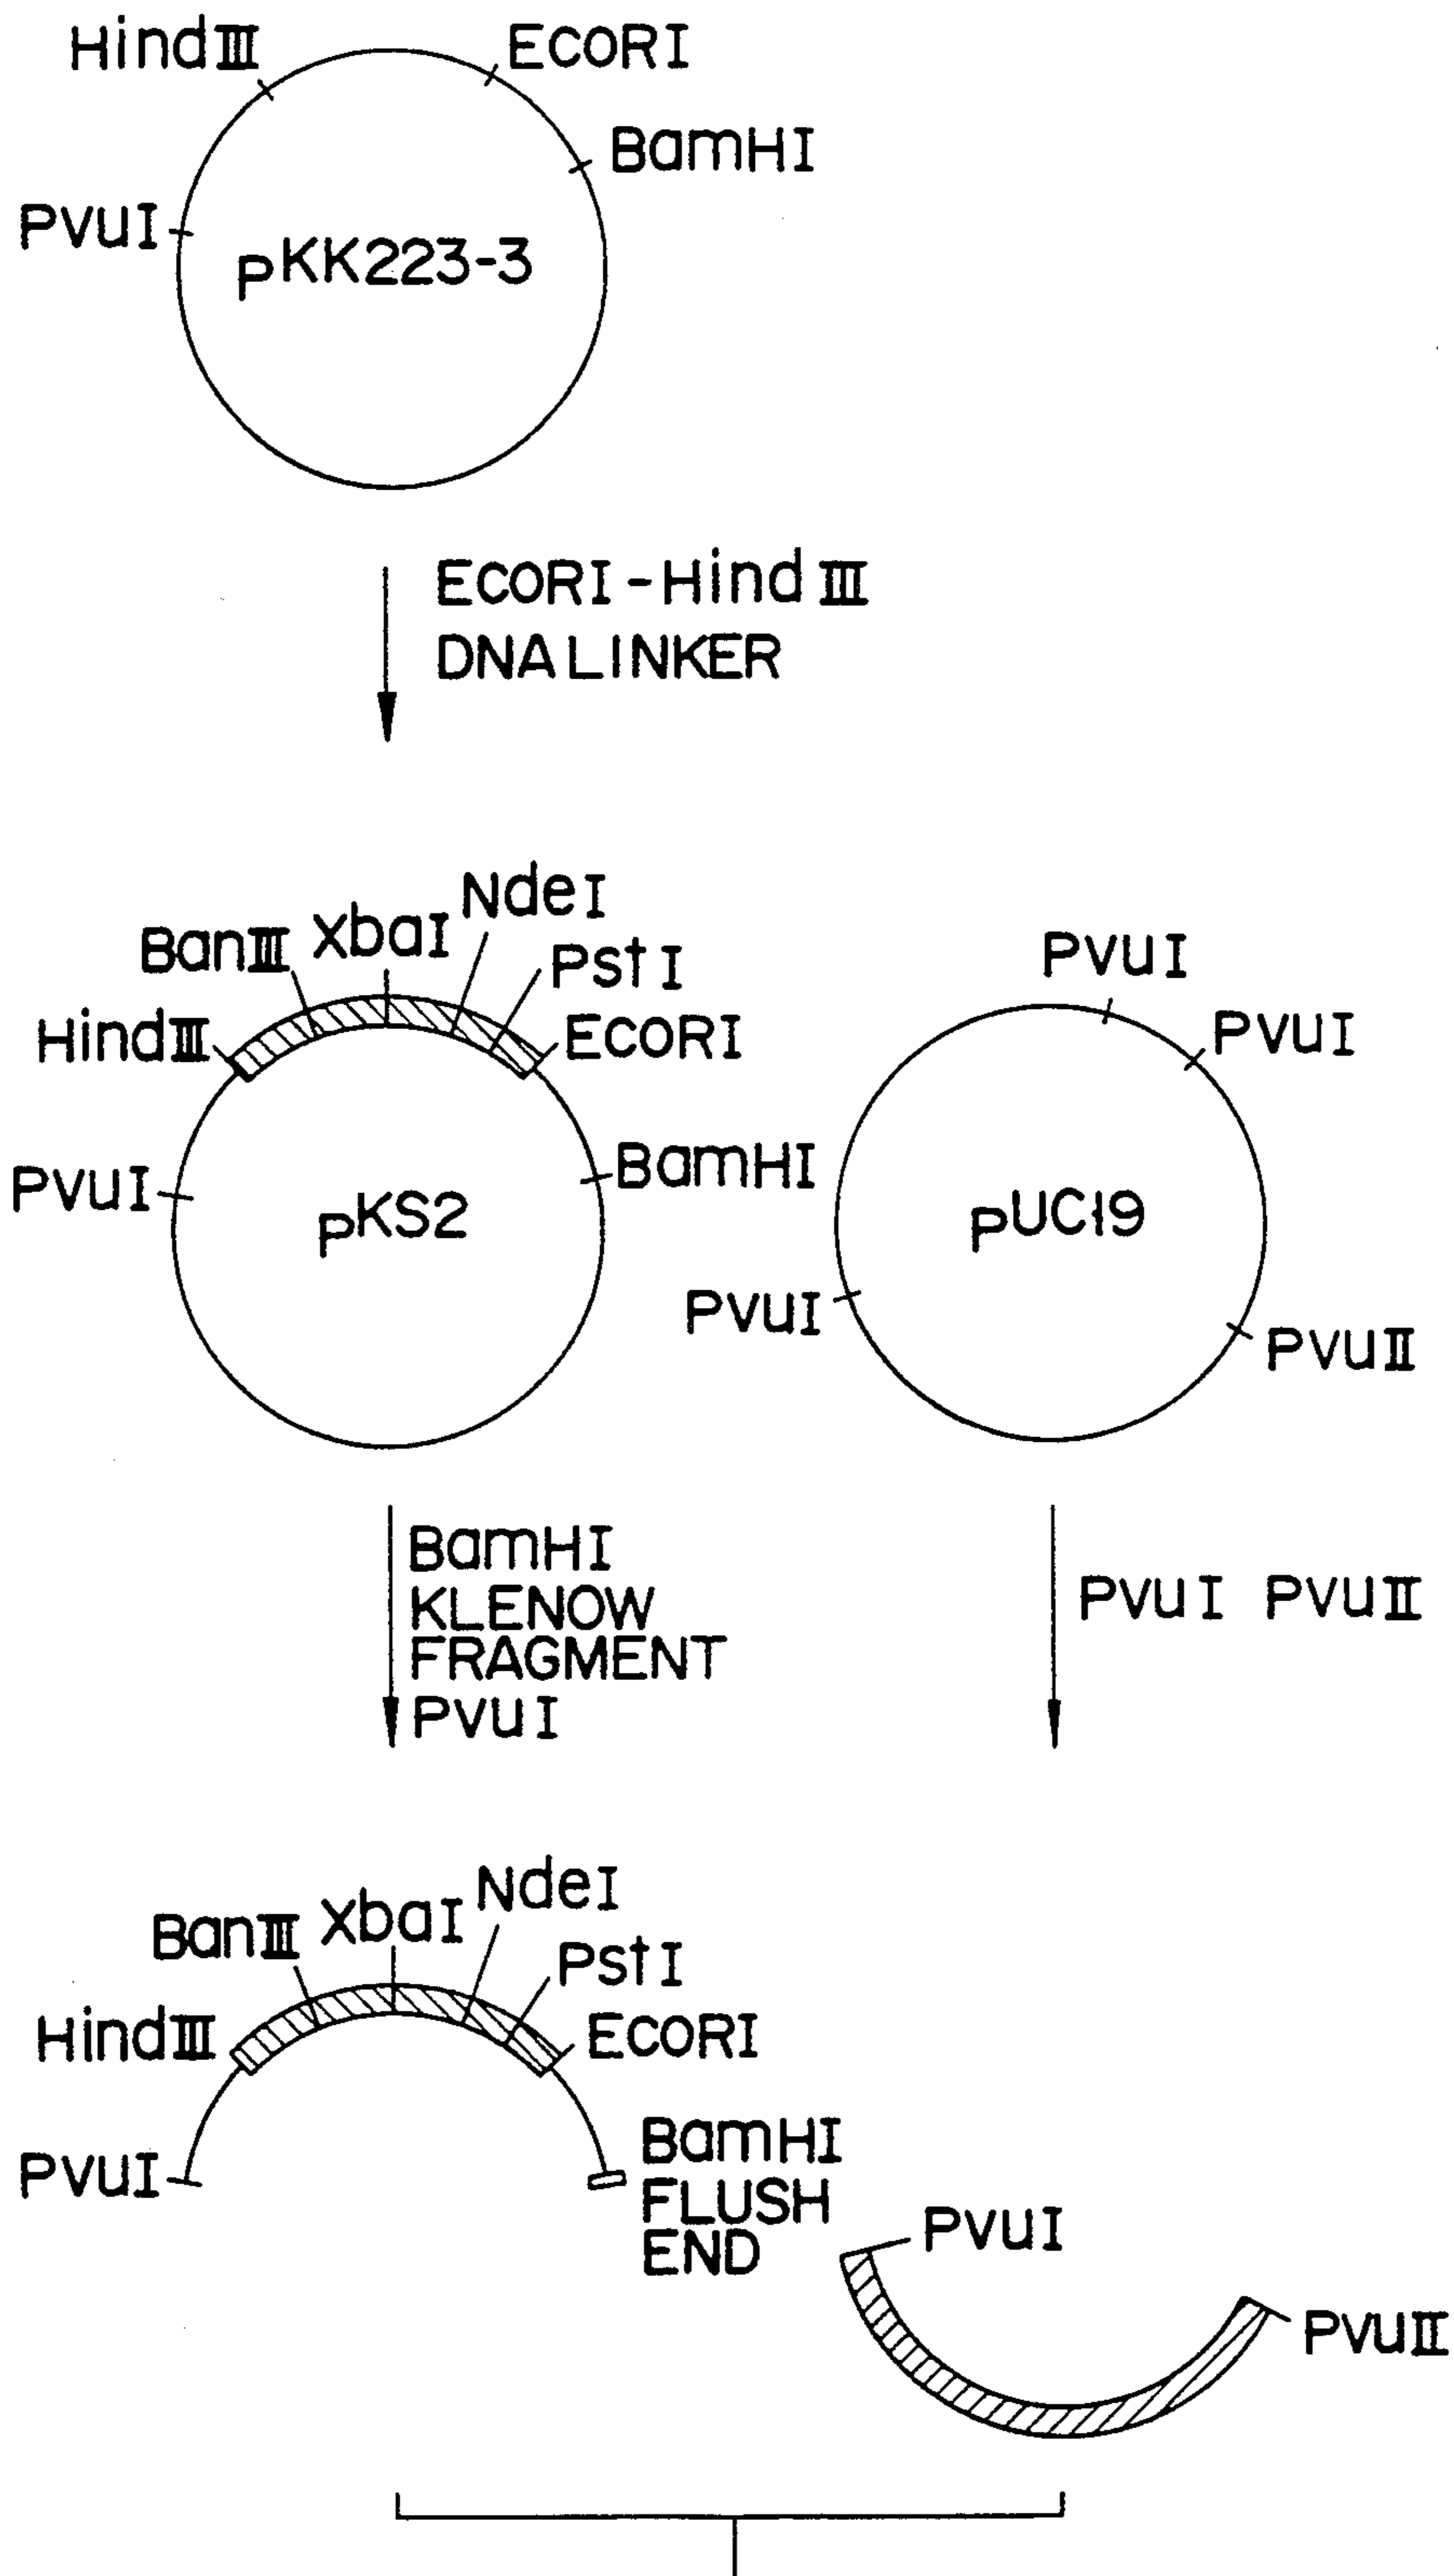 HindIII
ECORI
BamHI
PvuI
pKK223-3
ECORI-HindIII
DNA LINKER
NdeI
XbaI
BanIII
PstI
HindIII
ECORI
PvuI
BamHI
pKS2
PvuI
PvuI
pUC19
PvuI
PvuII
BamHI
KLENOW
FRAGMENT
PvuI
PvuI PvuII
NdeI
XbaI
BanIII
PstI
HindIII
ECORI
PvuI
BamHI
FLUSH
END
PvuI
PvuII